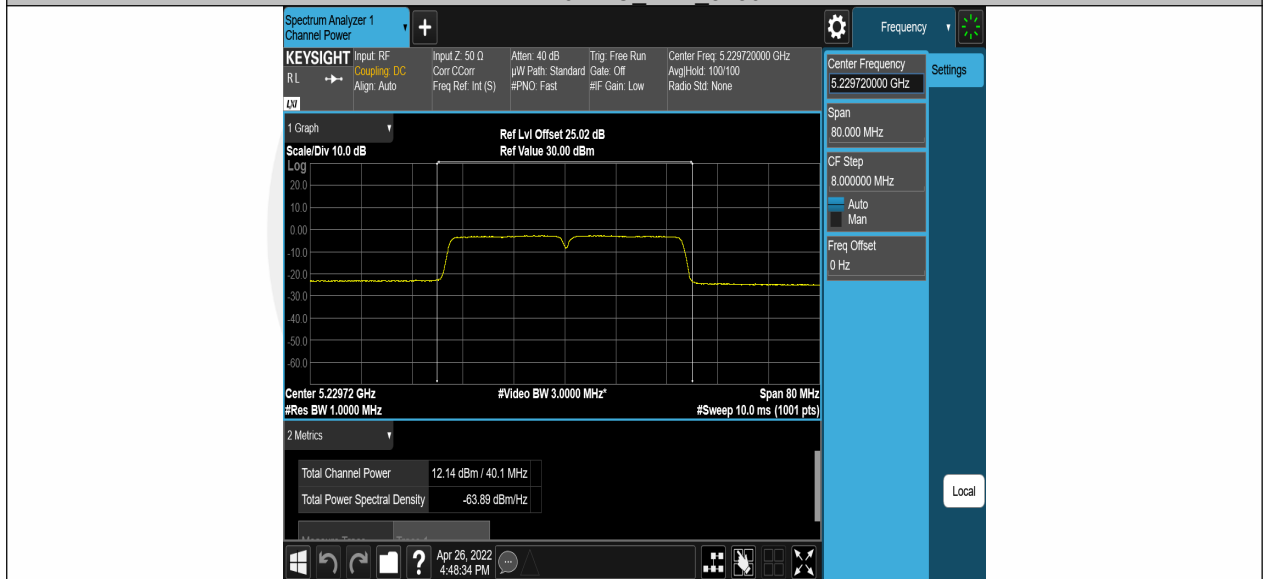 Spectrum Analyzer 1
Channel Power
+
Frequency
KEYSIGHT
RL
LXI
Input: RF
Coupling: DC
Align: Auto
Input Z: 50 Ω
Corr CCorr
Freq Ref: Int (S)
Atten: 40 dB
µW Path: Standard
#PNO: Fast
Trig: Free Run
Gate: Off
#IF Gain: Low
Center Freq: 5.229720000 GHz
Avg|Hold: 100/100
Radio Std: None
Center Frequency
5.229720000 GHz
Settings
Span
80.000 MHz
CF Step
8.000000 MHz
Auto
Man
Freq Offset
0 Hz
Local
1 Graph
Scale/Div 10.0 dB
Ref Lvl Offset 25.02 dB
Ref Value 30.00 dBm
Log
20.0
10.0
0.00
-10.0
-20.0
-30.0
-40.0
-50.0
-60.0
Center 5.22972 GHz
#Video BW 3.0000 MHz*
Span 80 MHz
#Res BW 1.0000 MHz
#Sweep 10.0 ms (1001 pts)
2 Metrics
Total Channel Power 12.14 dBm / 40.1 MHz
Total Power Spectral Density -63.89 dBm/Hz
?
Apr 26, 2022
4:48:34 PM